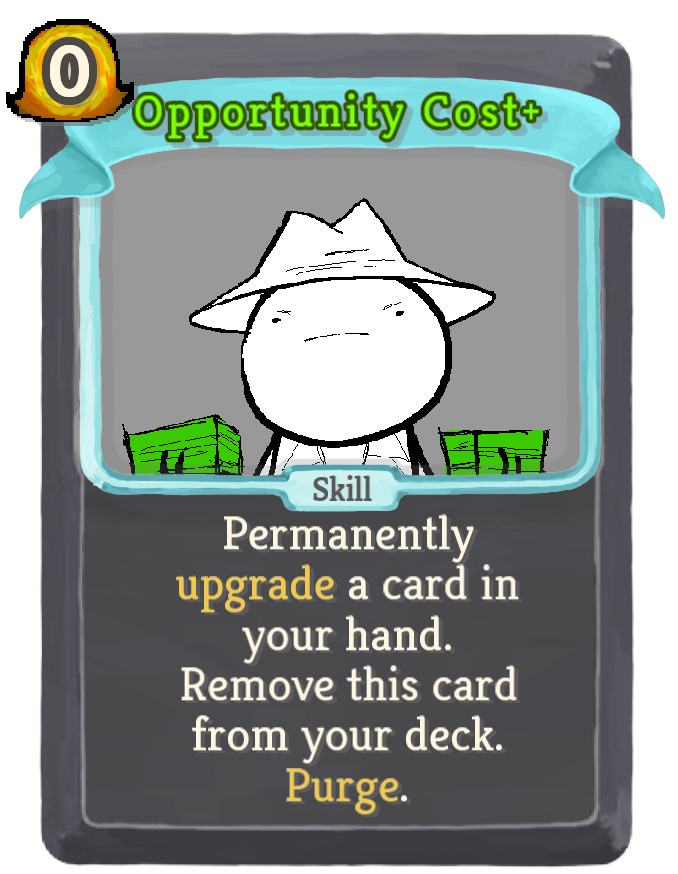 0
Opportunity Cost+
Skill
Permanently
upgrade a card in
your hand.
Remove this card
from your deck.
Purge.